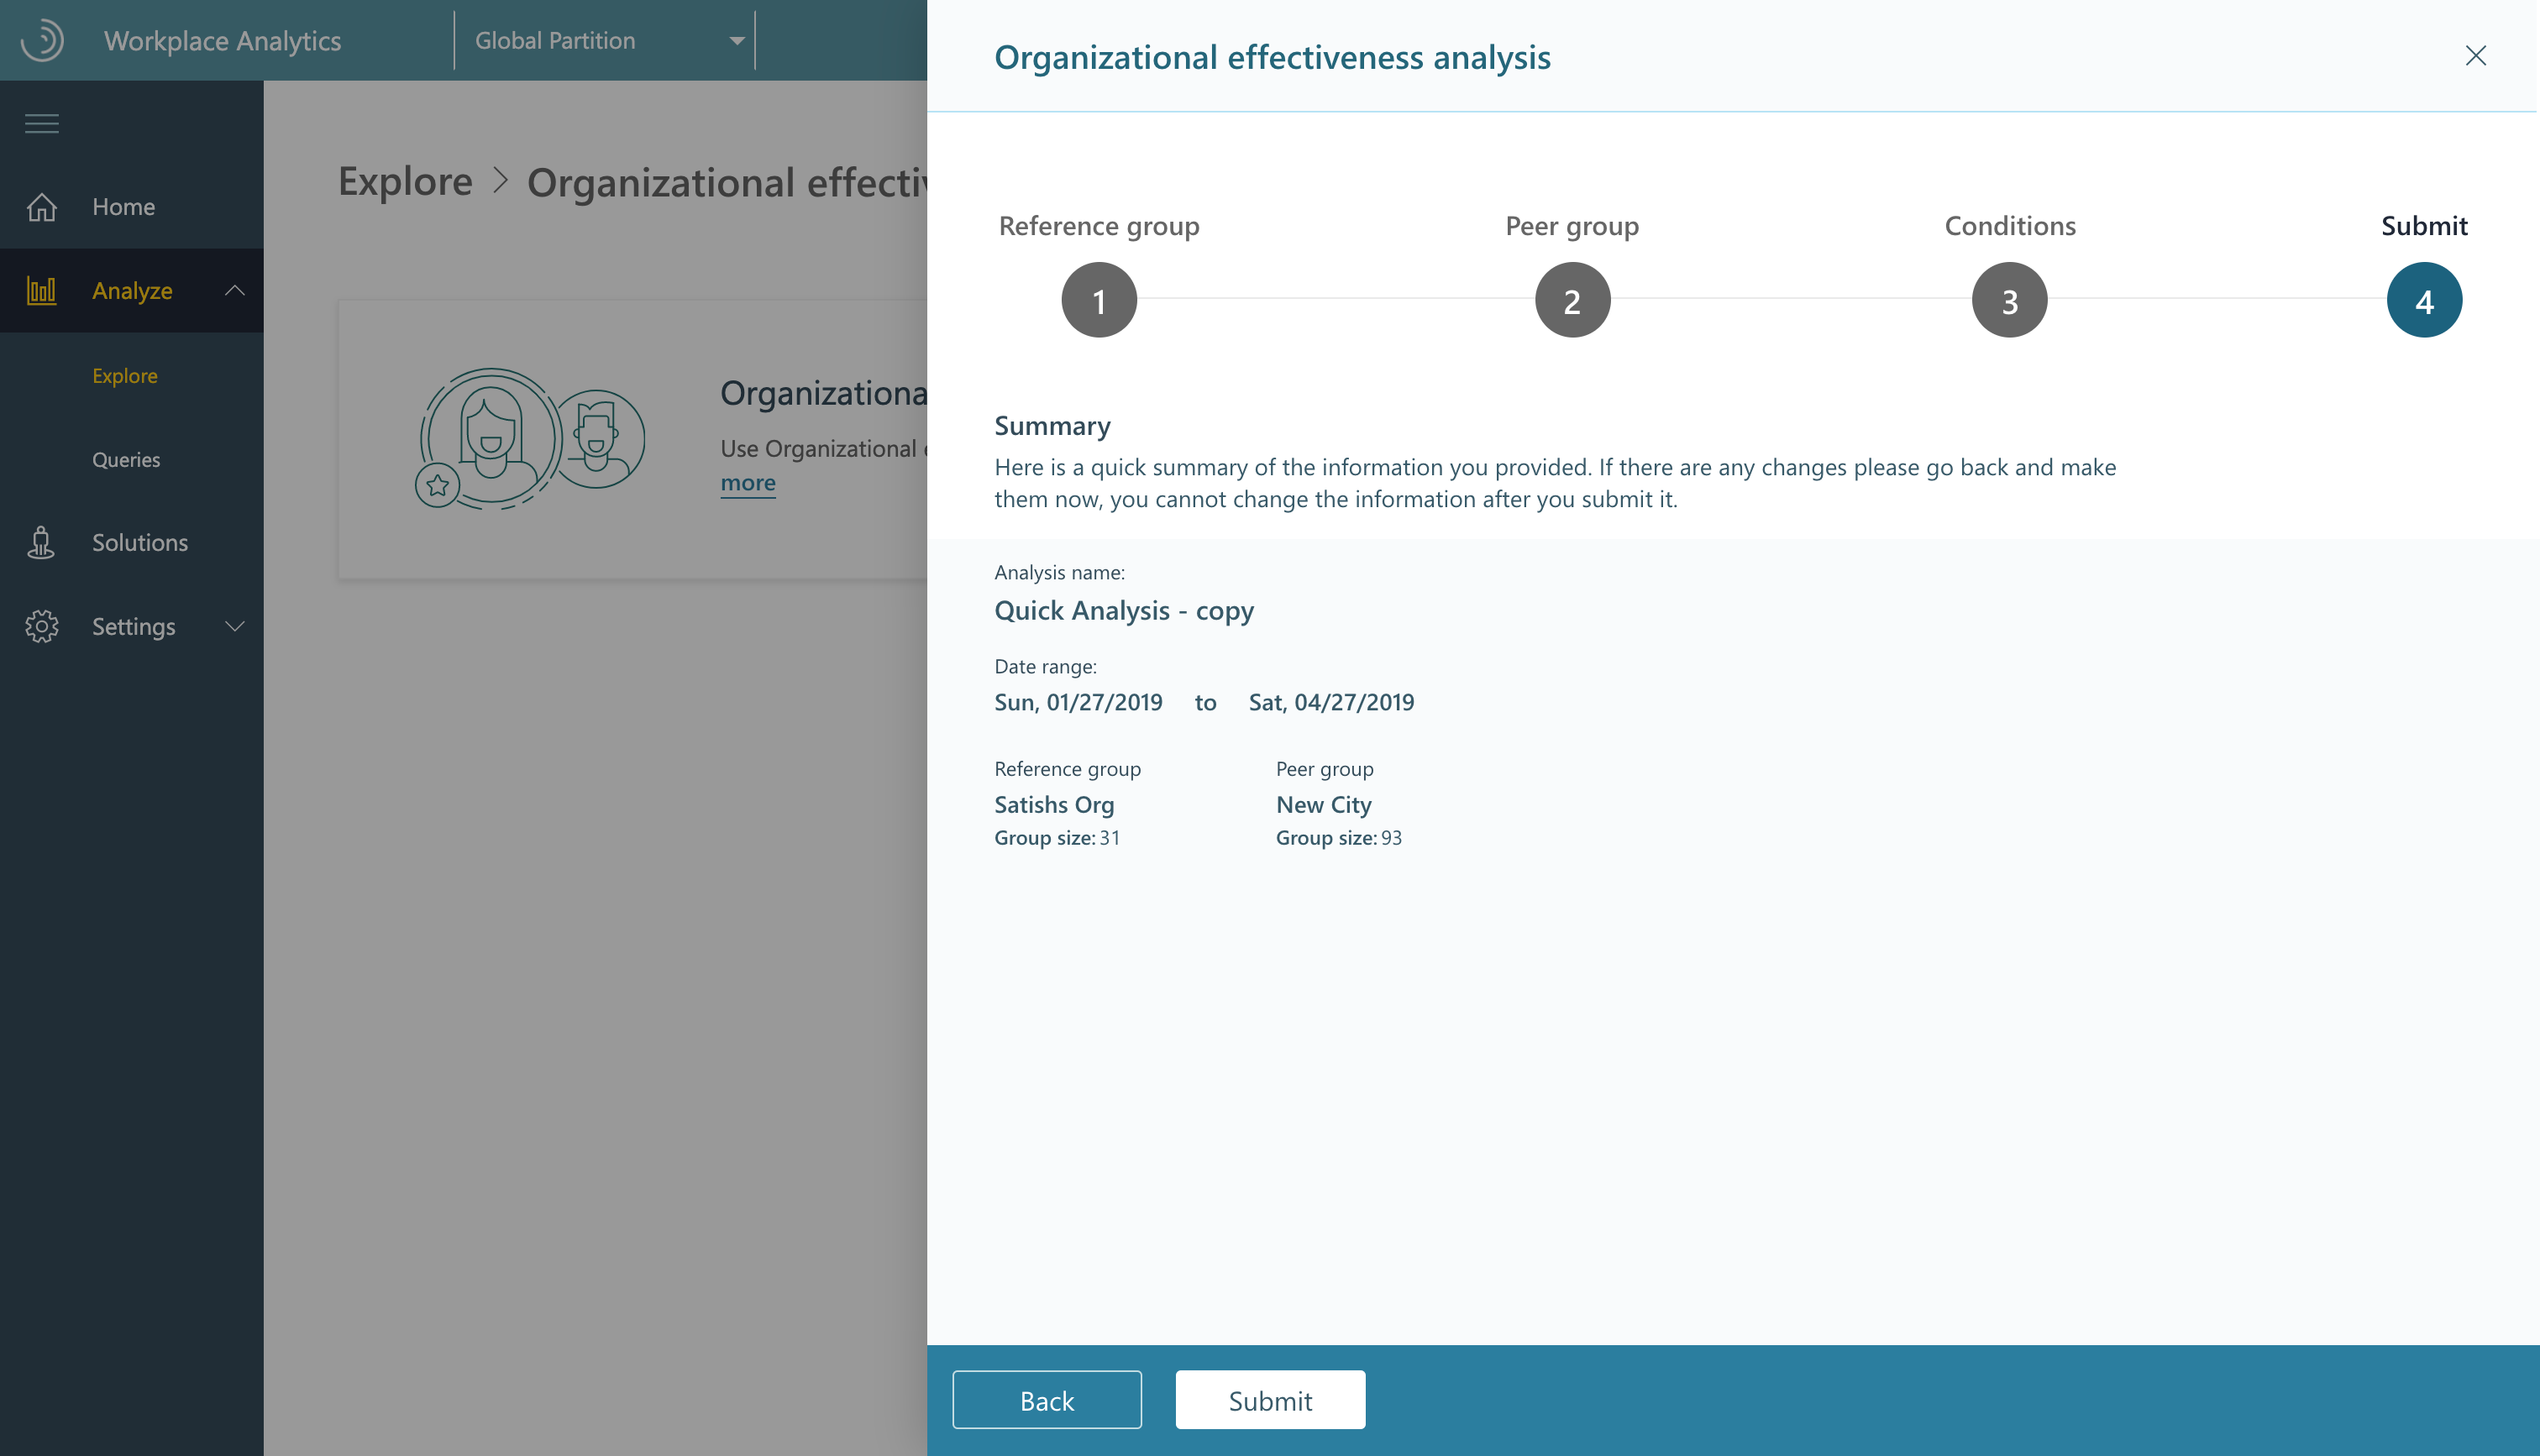 Workplace Analytics
Global Partition
Home
Analyze
Explore
Queries
Solutions
Settings
Explore > Organizational effecti
Organizationa
Use Organizational
more
Organizational effectiveness analysis
Reference group
Peer group
Conditions
Submit
1
2
3
4
Summary
Here is a quick summary of the information you provided. If there are any changes please go back and make
them now, you cannot change the information after you submit it.
Analysis name:
Quick Analysis - copy
Date range:
Sun, 01/27/2019 to Sat, 04/27/2019
Reference group
Satishs Org
Group size: 31
Peer group
New City
Group size: 93
Back
Submit